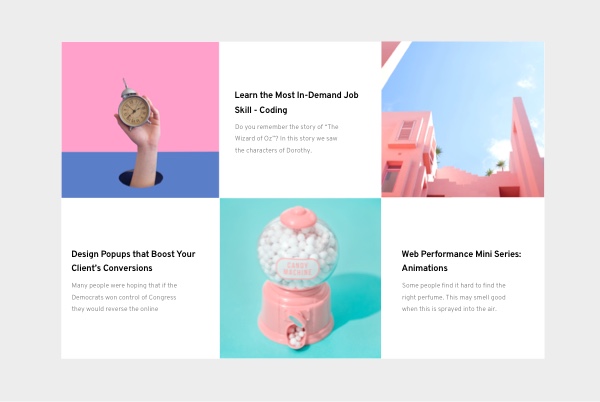 Learn the Most In-Demand Job
Skill - Coding
Do you remember the story of "The
Wizard of Oz"? In this story we saw
the characters of Dorothy.
Design Popups that Boost Your
Client's Conversions
Many people were hoping that if the
Democrats won control of Congress
they would reverse the online
CANDY
MACHINE
Web Performance Mini Series:
Animations
Some people find it hard to find the
right perfume. This may smell good
when this is sprayed into the air.